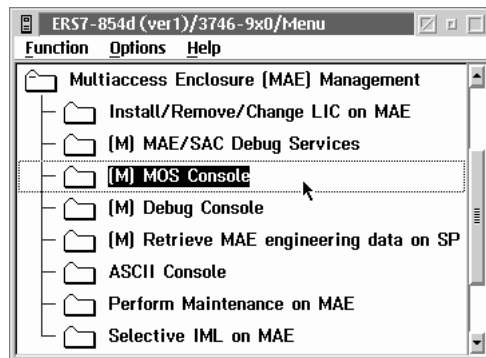 ERS7-854d (ver1)/3746-9x0/Menu
Function Options Help
Multiaccess Enclosure (MAE) Management
Install/Remove/Change LIC on MAE
(M) MAE/SAC Debug Services
(M) MOS Console
(M) Debug Console
(M) Retrieve MAE engineering data on SP
ASCII Console
Perform Maintenance on MAE
Selective IML on MAE